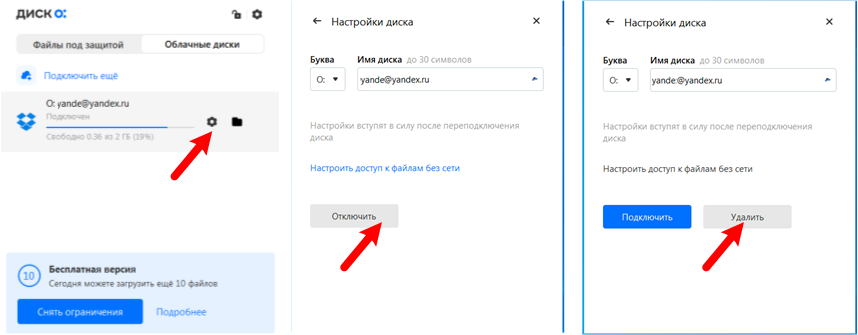 ДИСК О:
Файлы под защитой
Облачные диски
Подключить ещё
O: yande@yandex.ru
Подключен
Свободно 0.36 из 2 ГБ (19%)
10
Бесплатная версия
Сегодня можете загрузить ещё 10 файлов
Снять ограничения
Подробнее
Настройки диска
Буква
Имя диска до 30 символов
O:
yande@yandex.ru
Настройки вступят в силу после переподключения
диска
Настроить доступ к файлам без сети
Отключить
Настройки диска
Буква
Имя диска до 30 символов
O:
yande@yandex.ru
Настройки вступят в силу после переподключения
диска
Настроить доступ к файлам без сети
Подключить
Удалить